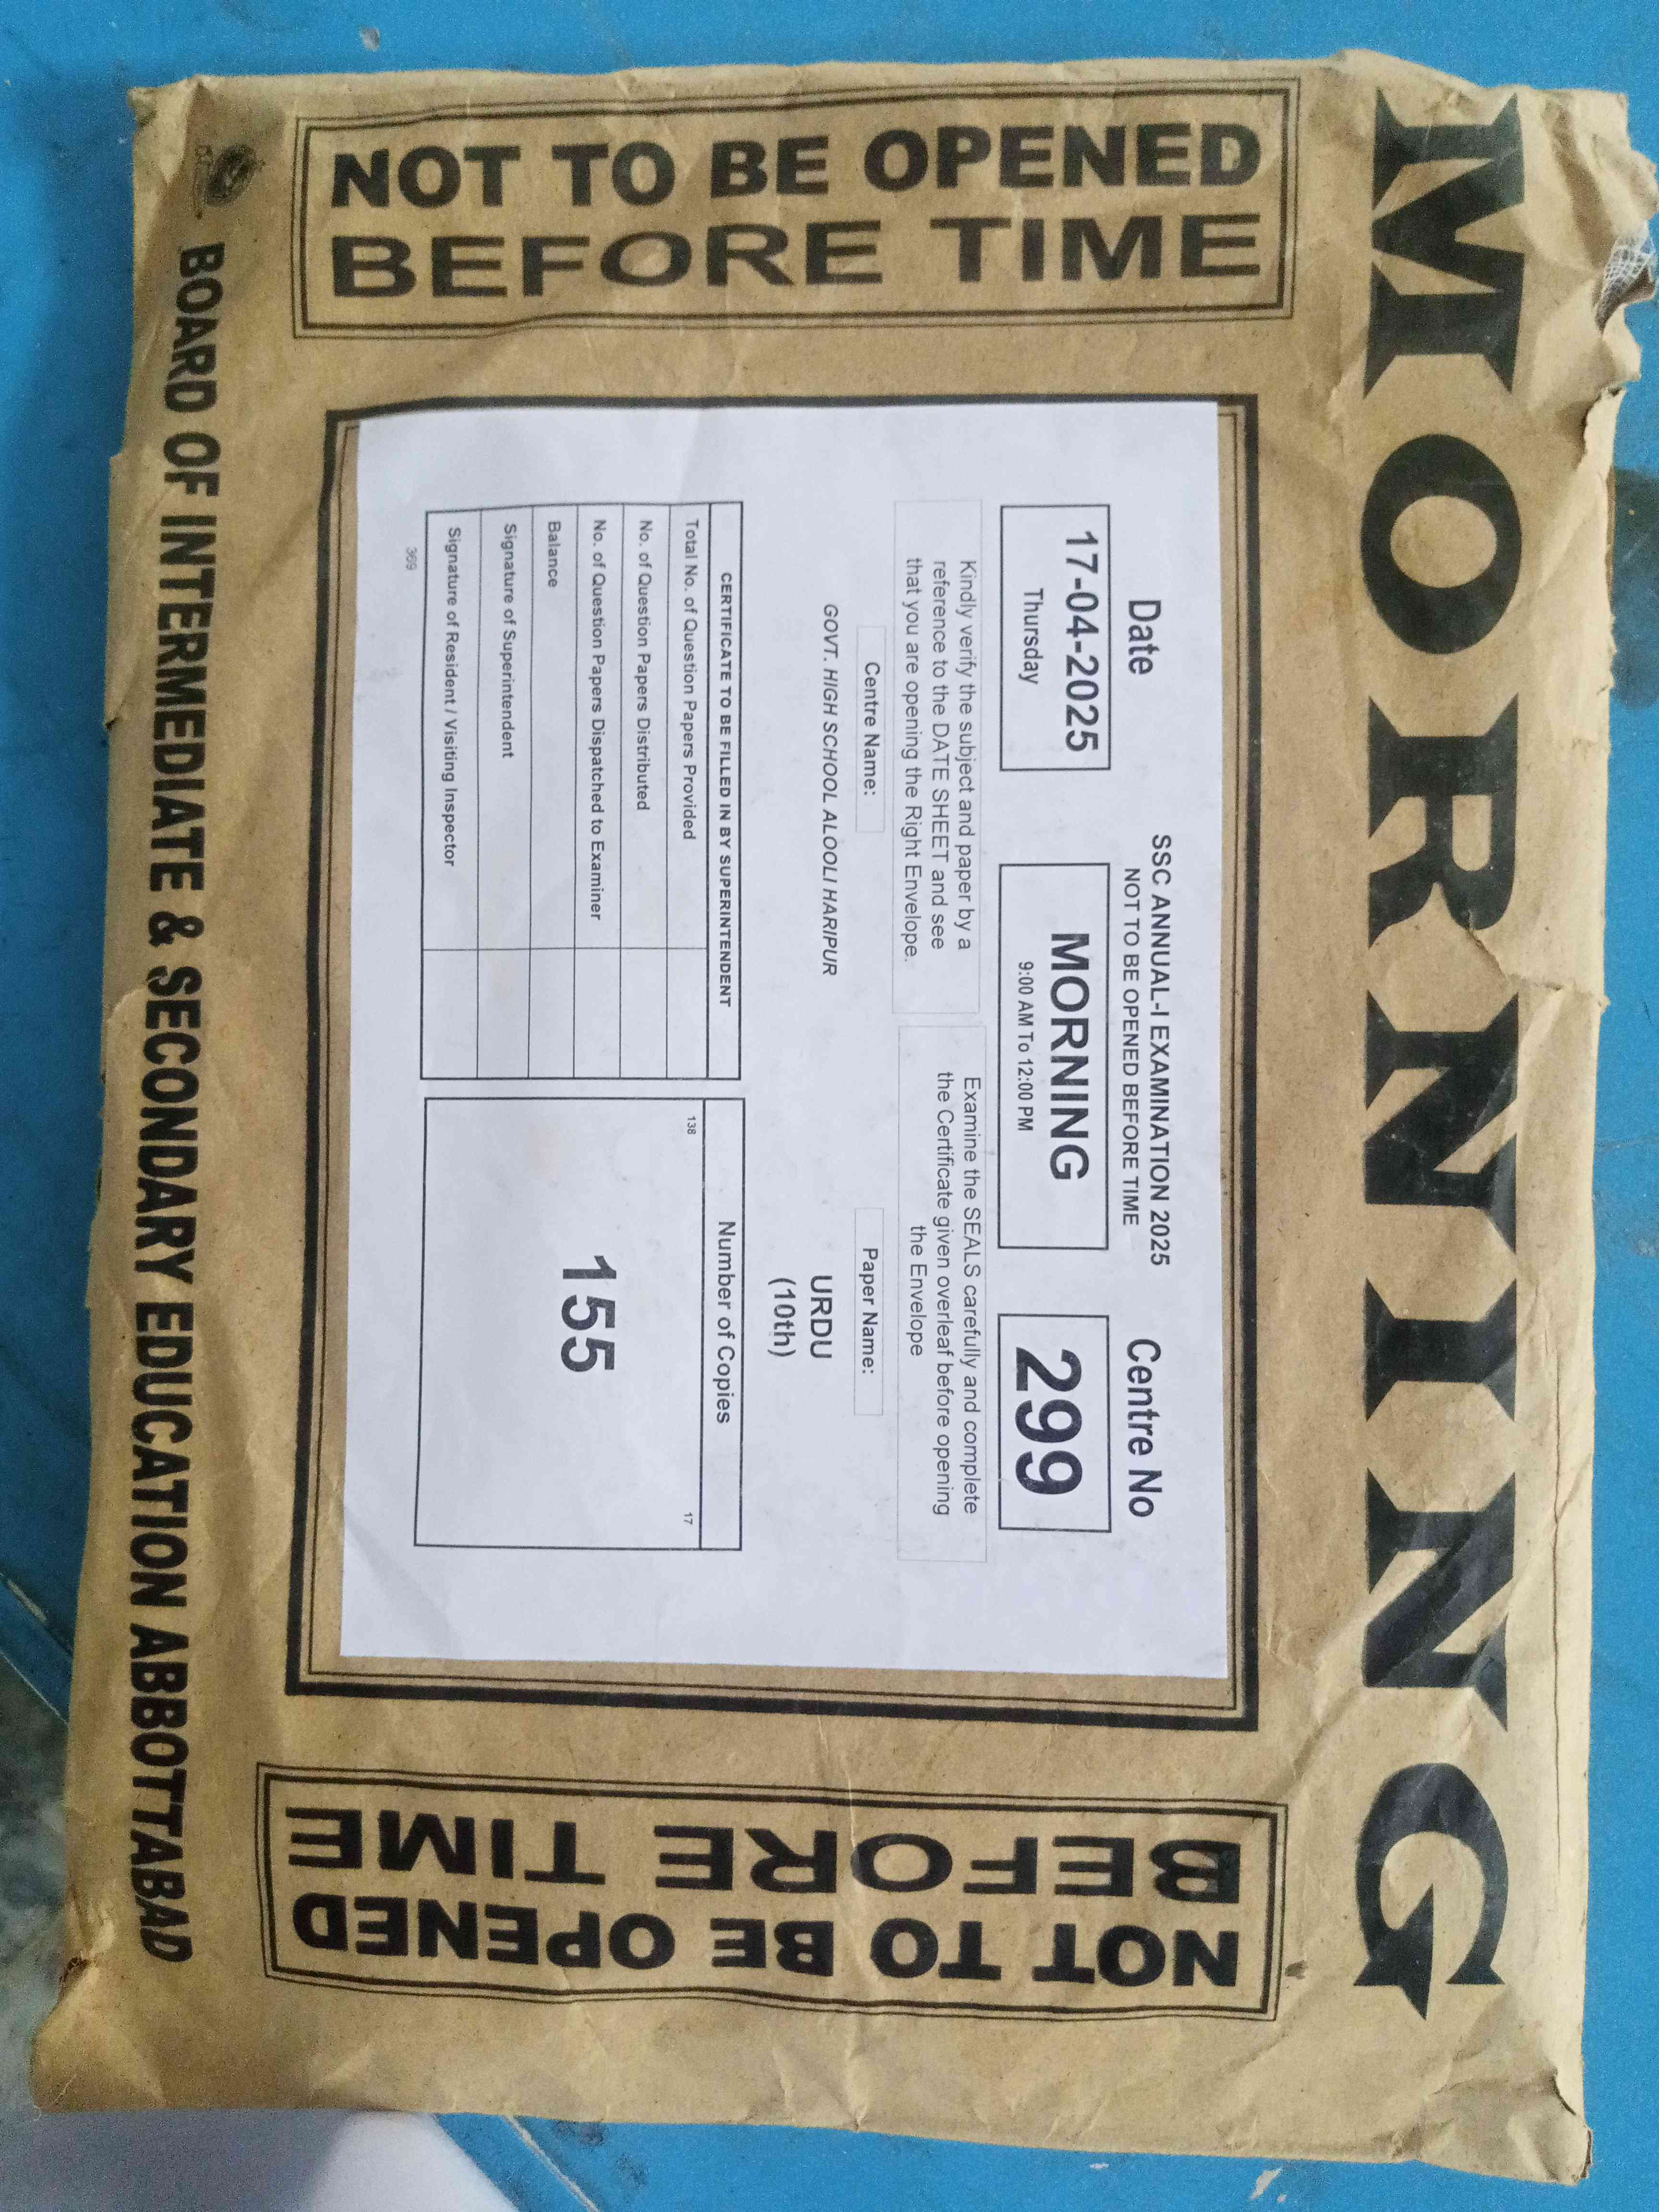 MORNING
NOT TO BE OPENED
BEFORE TIME
SSC ANNUAL-I EXAMINATION 2025
NOT TO BE OPENED BEFORE TIME
Date
17-04-2025
Thursday
MORNING
9:00 AM To 12:00 PM
Centre No
299
Kindly verify the subject and paper by a
reference to the DATE SHEET and see
that you are opening the Right Envelope.
Examine the SEALS carefully and complete
the Certificate given overleaf before opening
the Envelope
Centre Name:
GOVT. HIGH SCHOOL ALOOLI HARIPUR
Paper Name:
URDU
(10th)
CERTIFICATE TO BE FILLED IN BY SUPERINTENDENT
Total No. of Question Papers Provided
No. of Question Papers Distributed
No. of Question Papers Dispatched to Examiner
Balance
Signature of Superintendent
Signature of Resident / Visiting Inspector
369
Number of Copies
138
17
155
NOT TO BE OPENED
BEFORE TIME
BOARD OF INTERMEDIATE & SECONDARY EDUCATION ABBOTTABAD